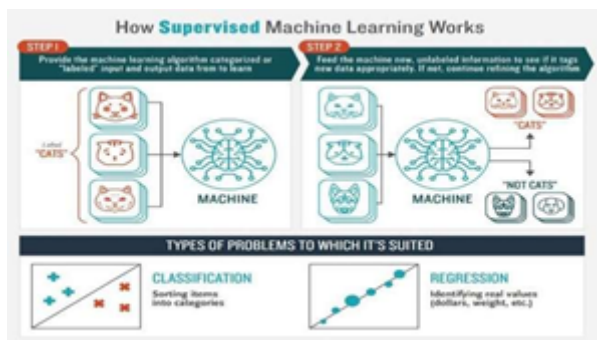 How Supervised Machine Learning Works
STEP 1
Provide the machine learning algorithm categorized or
"labeled" input and output data from to learn
STEP 2
Feed the machine new, unlabeled information to see if it tags
new data appropriately. If not, continue refining the algorithm
Label
"CATS"
MACHINE
MACHINE
"CATS"
"NOT CATS"
TYPES OF PROBLEMS TO WHICH IT'S SUITED
CLASSIFICATION
Sorting items
into categories
REGRESSION
Identifying real values
(dollars, weight, etc.)